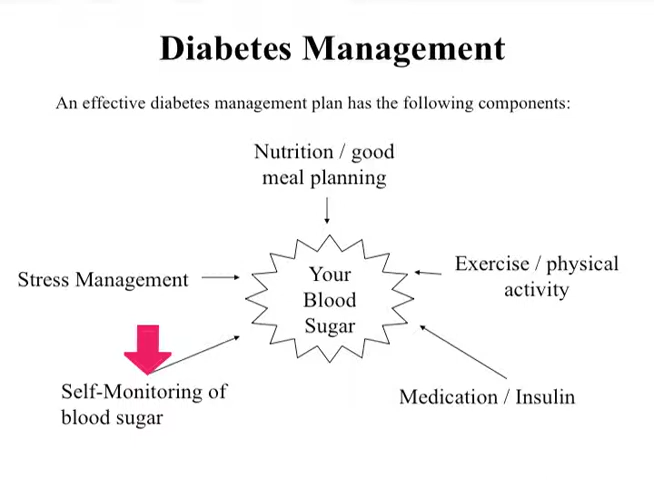 Diabetes Management
An effective diabetes management plan has the following components:
Nutrition / good
meal planning
Stress Management
Your
Blood
Sugar
Exercise / physical
activity
Self-Monitoring of
blood sugar
Medication / Insulin